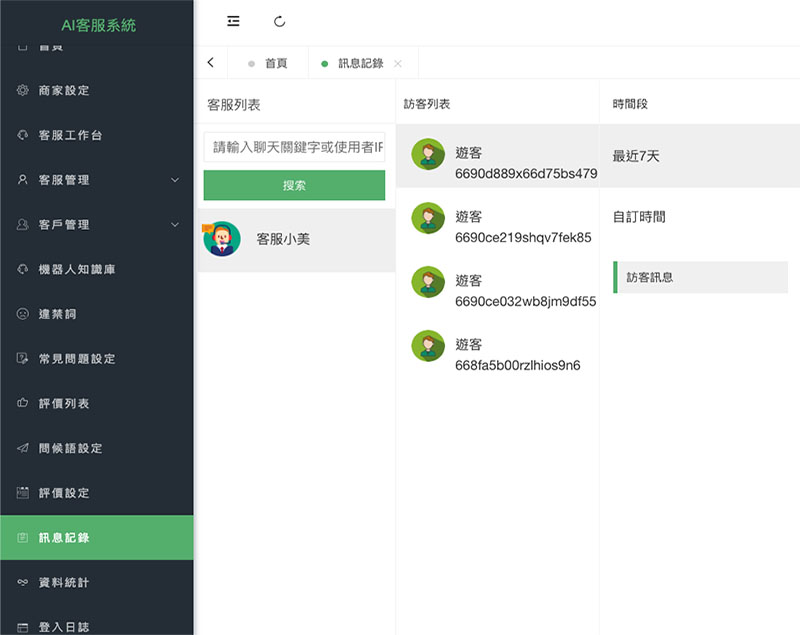 AI客服系統
首頁
商家設定
客服工作台
客服管理
客戶管理
機器人知識庫
違禁詞
常見問題設定
評價列表
問候語設定
評價設定
訊息記錄
資料統計
登入日誌
首頁
訊息記錄
客服列表
請輸入聊天關鍵字或使用者IF
搜索
客服小美
訪客列表
遊客
6690d889x66d75bs479
遊客
6690ce219shqv7fek85
遊客
6690ce032wb8jm9df55
遊客
668fa5b00rzlhios9n6
時間段
最近7天
自訂時間
訪客訊息